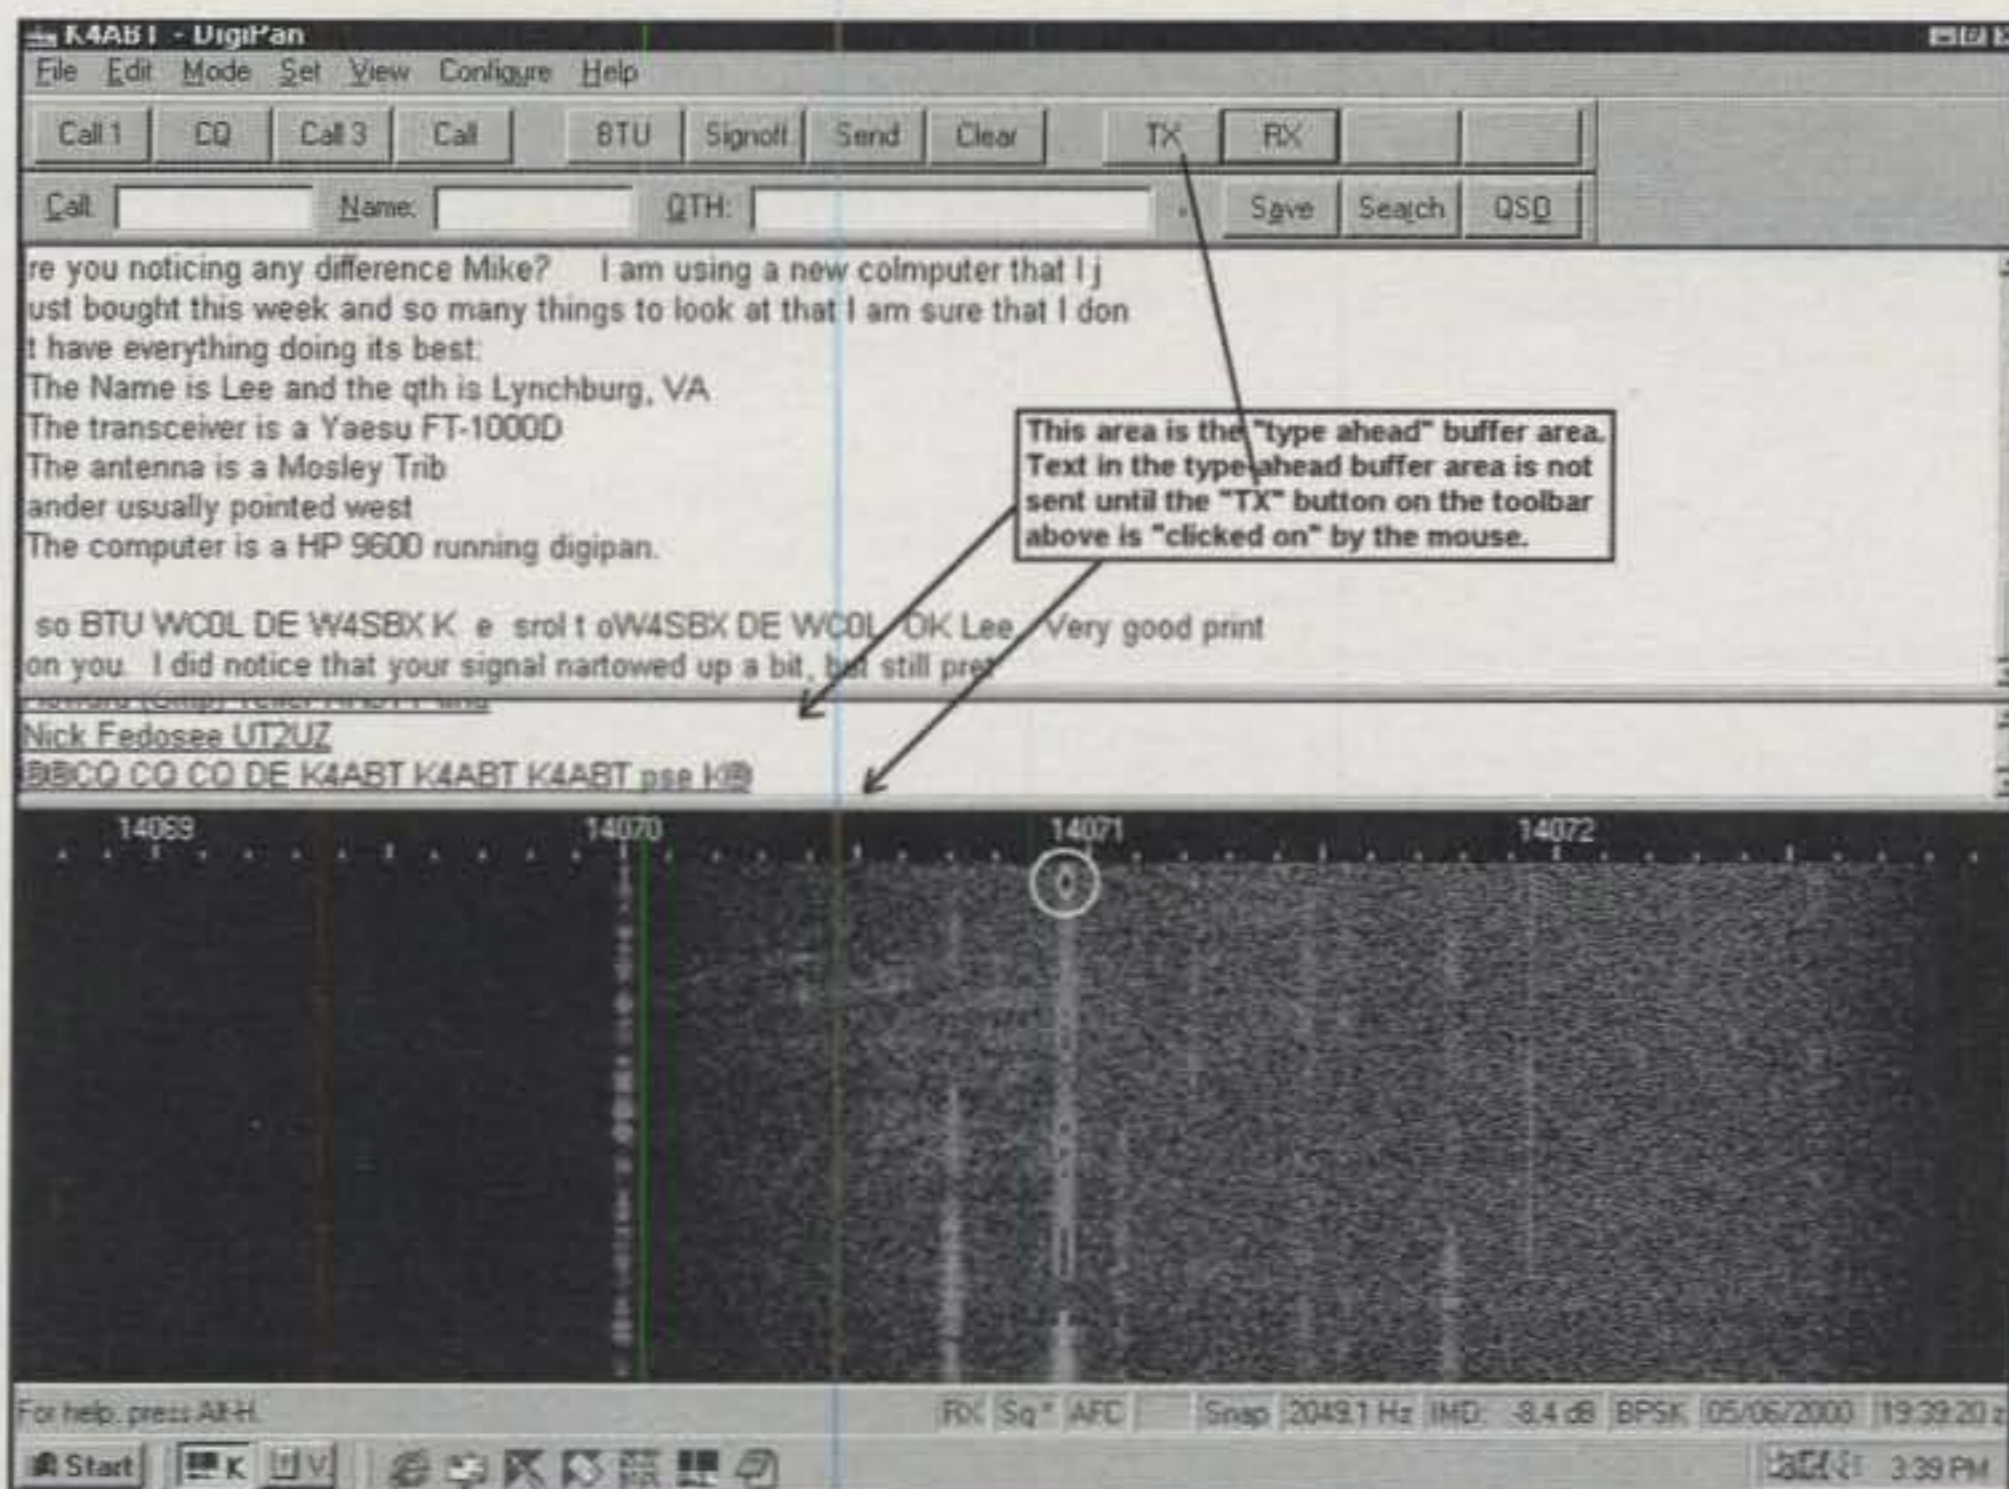 K4ABT - DigiPan
File Edit Mode Set View Configure Help
Call 1 CQ Call 3 Call BTU Signoff Send Clear TX RX
Call: Name: QTH: Save Search QSO
re you noticing any difference Mike? I am using a new colmputer that I j
ust bought this week and so many things to look at that I am sure that I don
t have everything doing its best:
The Name is Lee and the qth is Lynchburg, VA
The transceiver is a Yaesu FT-1000D
The antenna is a Mosley Trib
ander usually pointed west
The computer is a HP 9600 running digipan.
This area is the "type ahead" buffer area.
Text in the type-ahead buffer area is not
sent until the "TX" button on the toolbar
above is "clicked on" by the mouse.
so BTU WC0L DE W4SBX K e srol t oW4SBX DE WC0L OK Lee Very good print
on you. I did notice that your signal nartowed up a bit, but still pret
Nick Fedosee UT2UZ
CQ CQ CQ DE K4ABT K4ABT K4ABT pse K
14069 14070 14071 14072
For help, press Alt-H. RX Sq* AFC Snap 2049.1 Hz IMD: -8.4 dB BPSK 05/06/2000 19:39:20 z
Start K V 3:39 PM